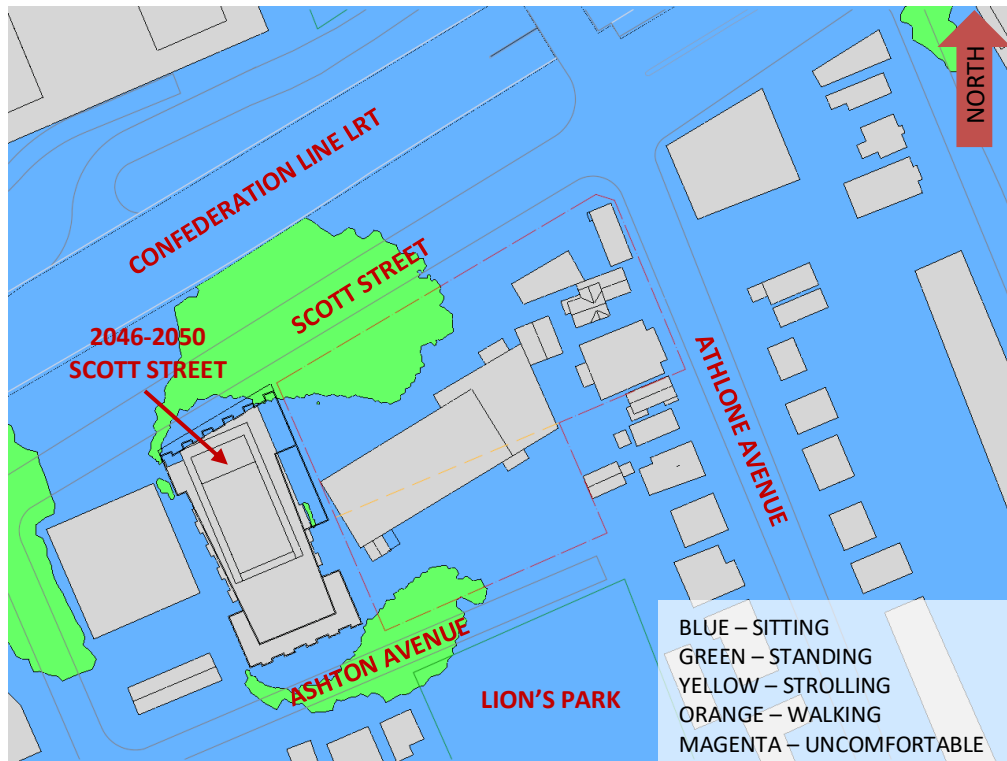 NORTH
CONFEDERATION LINE LRT
SCOTT STREET
2046-2050
SCOTT STREET
ATHLONE AVENUE
ASHTON AVENUE
LION'S PARK
BLUE – SITTING
GREEN – STANDING
YELLOW – STROLLING
ORANGE – WALKING
MAGENTA – UNCOMFORTABLE